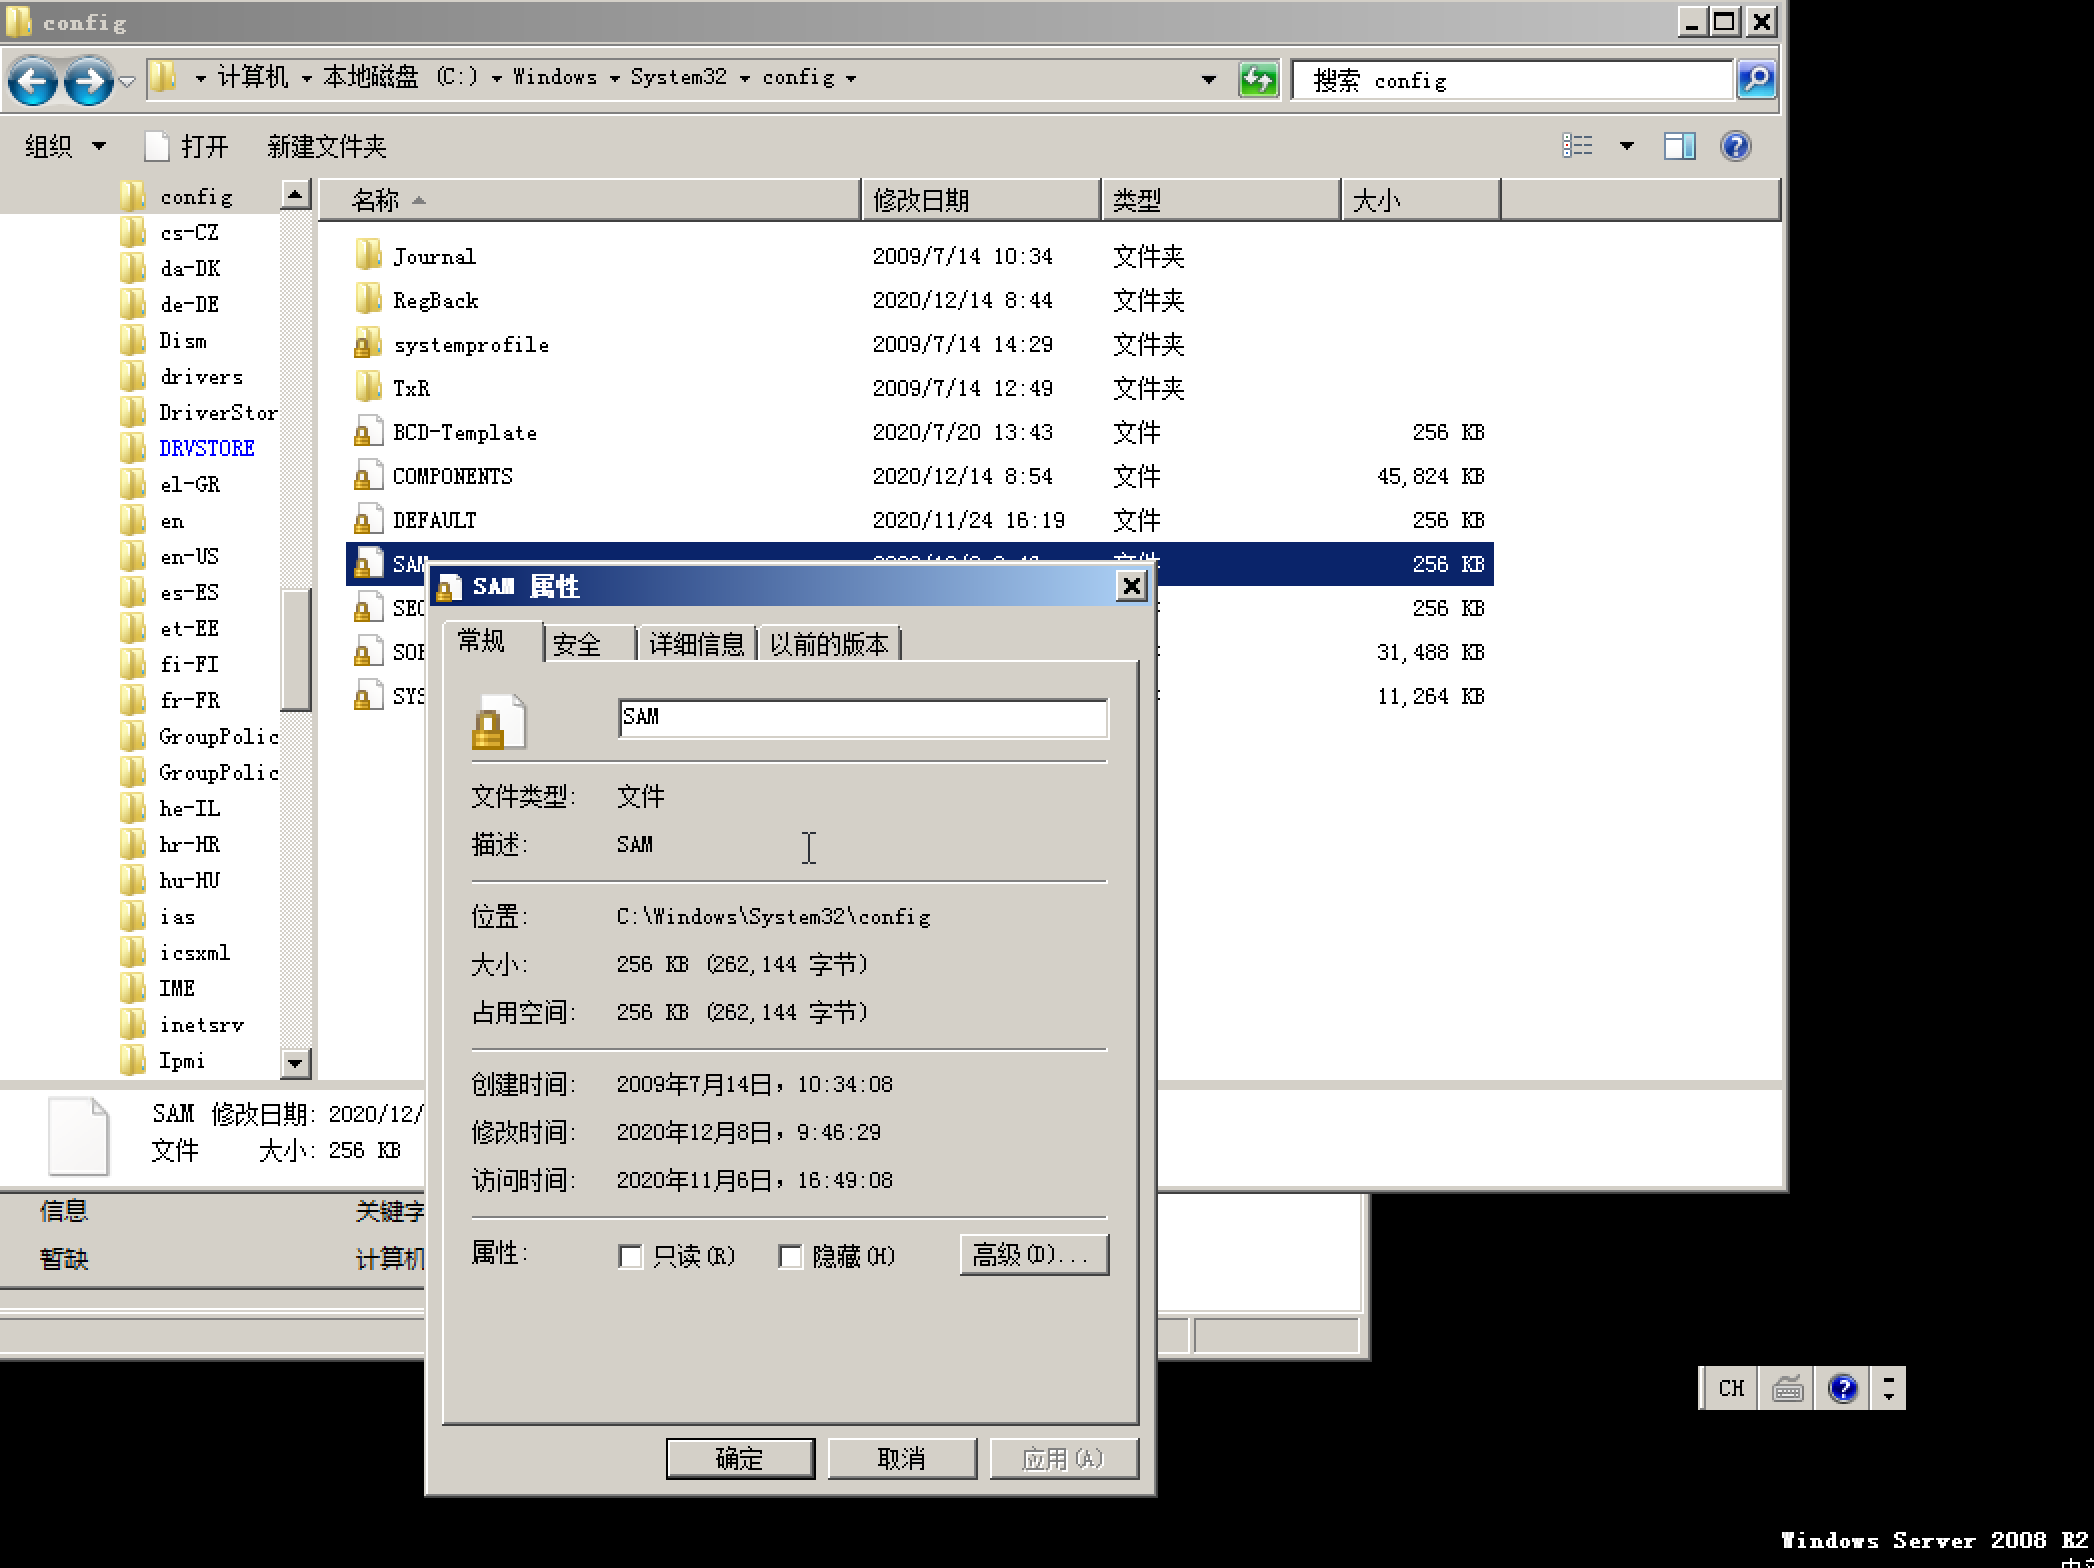 config
计算机 本地磁盘 (C:) Windows System32 config
搜索 config
组织 打开 新建文件夹
名称 修改日期 类型 大小
config
cs-CZ
da-DK
de-DE
Dism
drivers
DriverStor
DRVSTORE
el-GR
en
en-US
es-ES
et-EE
fi-FI
fr-FR
GroupPolic
GroupPolic
he-IL
hr-HR
hu-HU
ias
icsxml
IME
inetsrv
Ipmi
Journal 2009/7/14 10:34 文件夹
RegBack 2020/12/14 8:44 文件夹
systemprofile 2009/7/14 14:29 文件夹
TxR 2009/7/14 12:49 文件夹
BCD-Template 2020/7/20 13:43 文件 256 KB
COMPONENTS 2020/12/14 8:54 文件 45,824 KB
DEFAULT 2020/11/24 16:19 文件 256 KB
SAM 256 KB
SEC 256 KB
31,488 KB
SYS 11,264 KB
SAM 属性
常规 安全 详细信息 以前的版本
SAM
文件类型: 文件
描述: SAM
位置: C:\Windows\System32\config
大小: 256 KB (262,144 字节)
占用空间: 256 KB (262,144 字节)
创建时间: 2009年7月14日，10:34:08
修改时间: 2020年12月8日，9:46:29
访问时间: 2020年11月6日，16:49:08
属性: 只读(R) 隐藏(H) 高级(D)...
确定 取消 应用(A)
SAM 修改日期: 2020/12/
文件 大小: 256 KB
信息 关键字
暂缺 计算机
CH
Windows Server 2008 R2